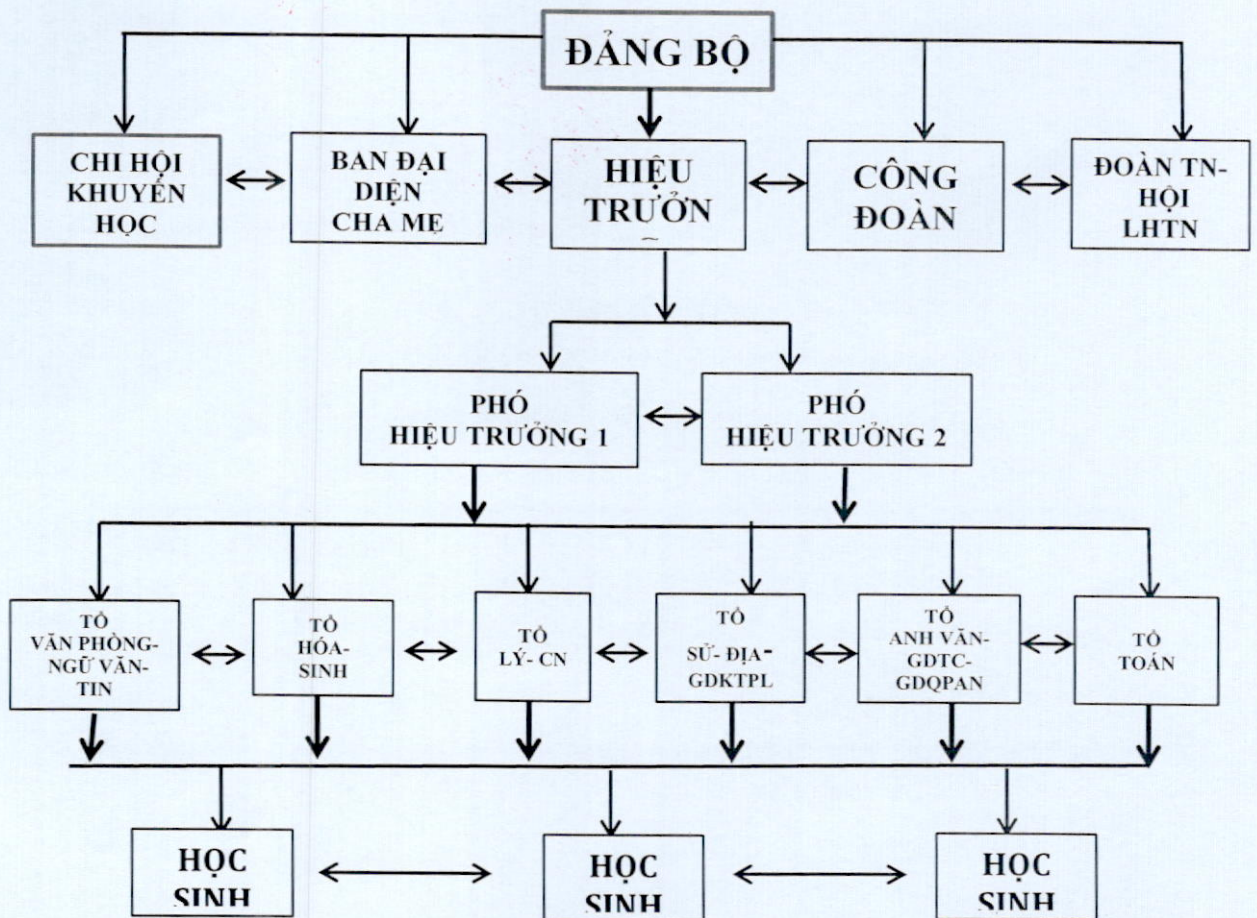 ĐẢNG BỘ
CHI HỘI
KHUYẾN
HỌC
BAN ĐẠI
DIỆN
CHA MẸ
HIỆU
TRƯỞN
CÔNG
ĐOÀN
ĐOÀN TN-
HỘI
LHTN
PHÓ
HIỆU TRƯỞNG 1
PHÓ
HIỆU TRƯỞNG 2
TỔ
VĂN PHÒNG-
NGỮ VĂN-
TIN
TỔ
HÓA-
SINH
TỔ
LÝ- CN
TỔ
SỬ- ĐỊA-
GDKTPL
TỔ
ANH VĂN-
GDTC-
GDQPAN
TỔ
TOÁN
HỌC
SINH
HỌC
SINH
HỌC
SINH